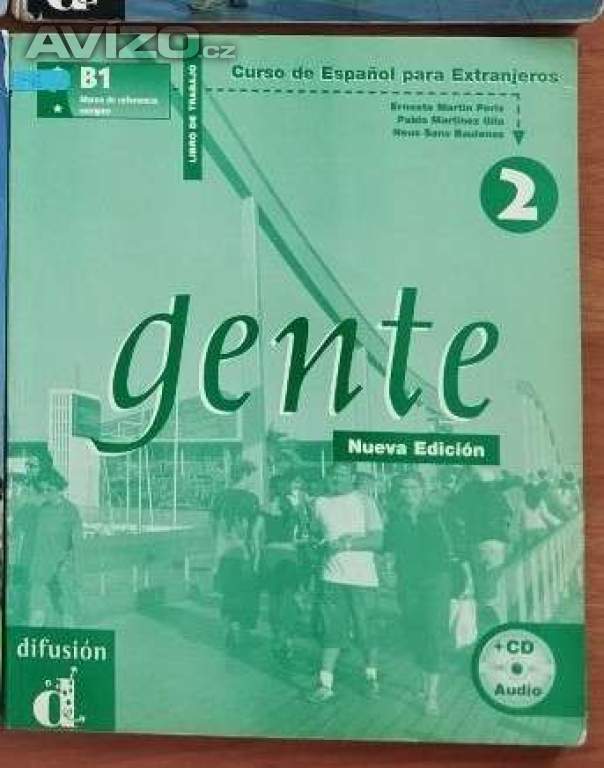 AVÍZO.cz
B1
Marco de referencia
europeo
LIBRO DE TRABAJO
Curso de Español para Extranjeros
Ernesto Martín Peris
Pablo Martínez Gila
Neus Sans Baulenas
2
gente
Nueva Edición
difusión
d
+CD
Audio